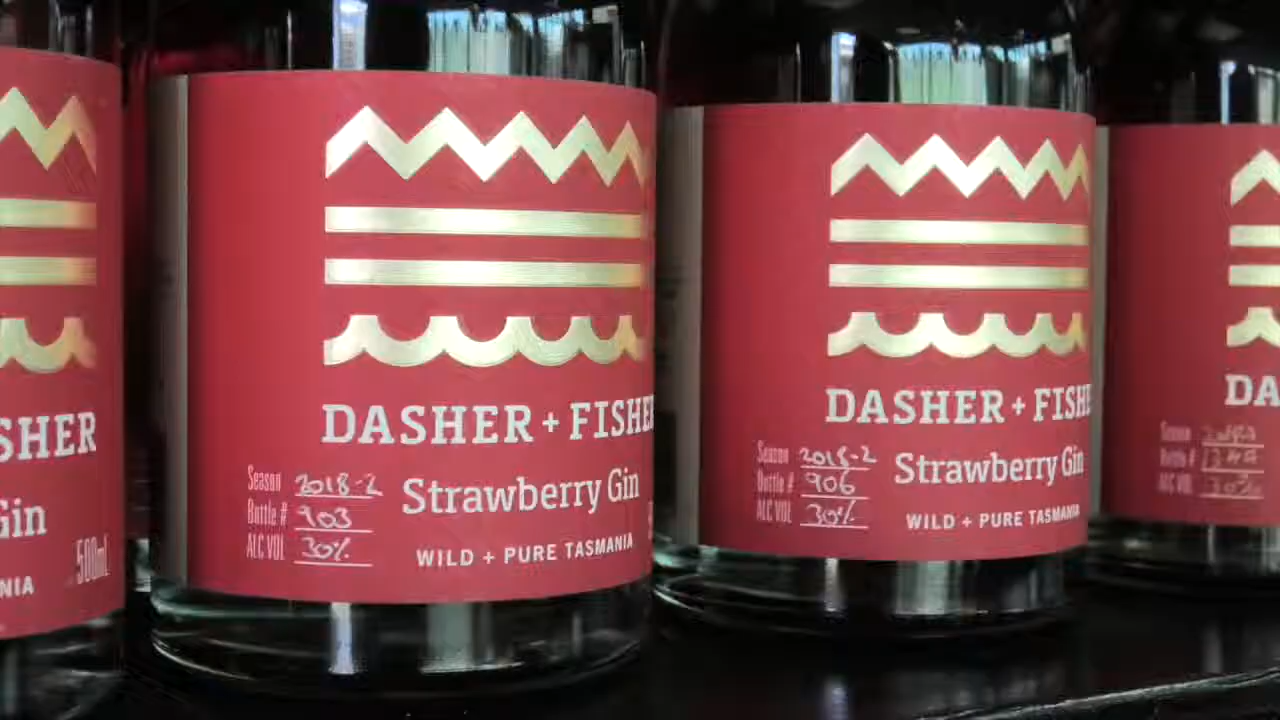 SHER
Gin
500ml
NIA
DASHER + FISHER
Season 2018-2
Bottle # 903
ALC VOL 30%
Strawberry Gin
WILD + PURE TASMANIA
DASHER + FISHE
Season 2018-2
Bottle # 906
ALC VOL 30%
Strawberry Gin
WILD + PURE TASMANIA
DA
Season
Bottle #
ALC VOL 30%